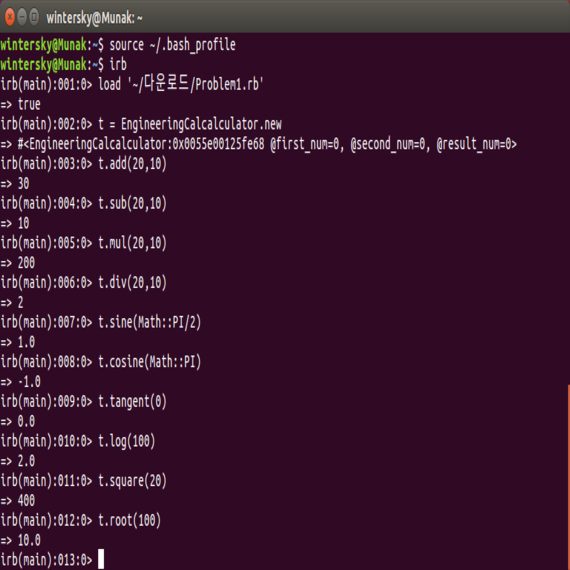 wintersky@Munak: ~
wintersky@Munak:~$ source ~/.bash_profile
wintersky@Munak:~$ irb
irb(main):001:0> load '~/다운로드/Problem1.rb'
=> true
irb(main):002:0> t = EngineeringCalcalculator.new
=> #<EngineeringCalcalculator:0x0055e00125fe68 @first_num=0, @second_num=0, @result_num=0>
irb(main):003:0> t.add(20,10)
=> 30
irb(main):004:0> t.sub(20,10)
=> 10
irb(main):005:0> t.mul(20,10)
=> 200
irb(main):006:0> t.div(20,10)
=> 2
irb(main):007:0> t.sine(Math::PI/2)
=> 1.0
irb(main):008:0> t.cosine(Math::PI)
=> -1.0
irb(main):009:0> t.tangent(0)
=> 0.0
irb(main):010:0> t.log(100)
=> 2.0
irb(main):011:0> t.square(20)
=> 400
irb(main):012:0> t.root(100)
=> 10.0
irb(main):013:0>